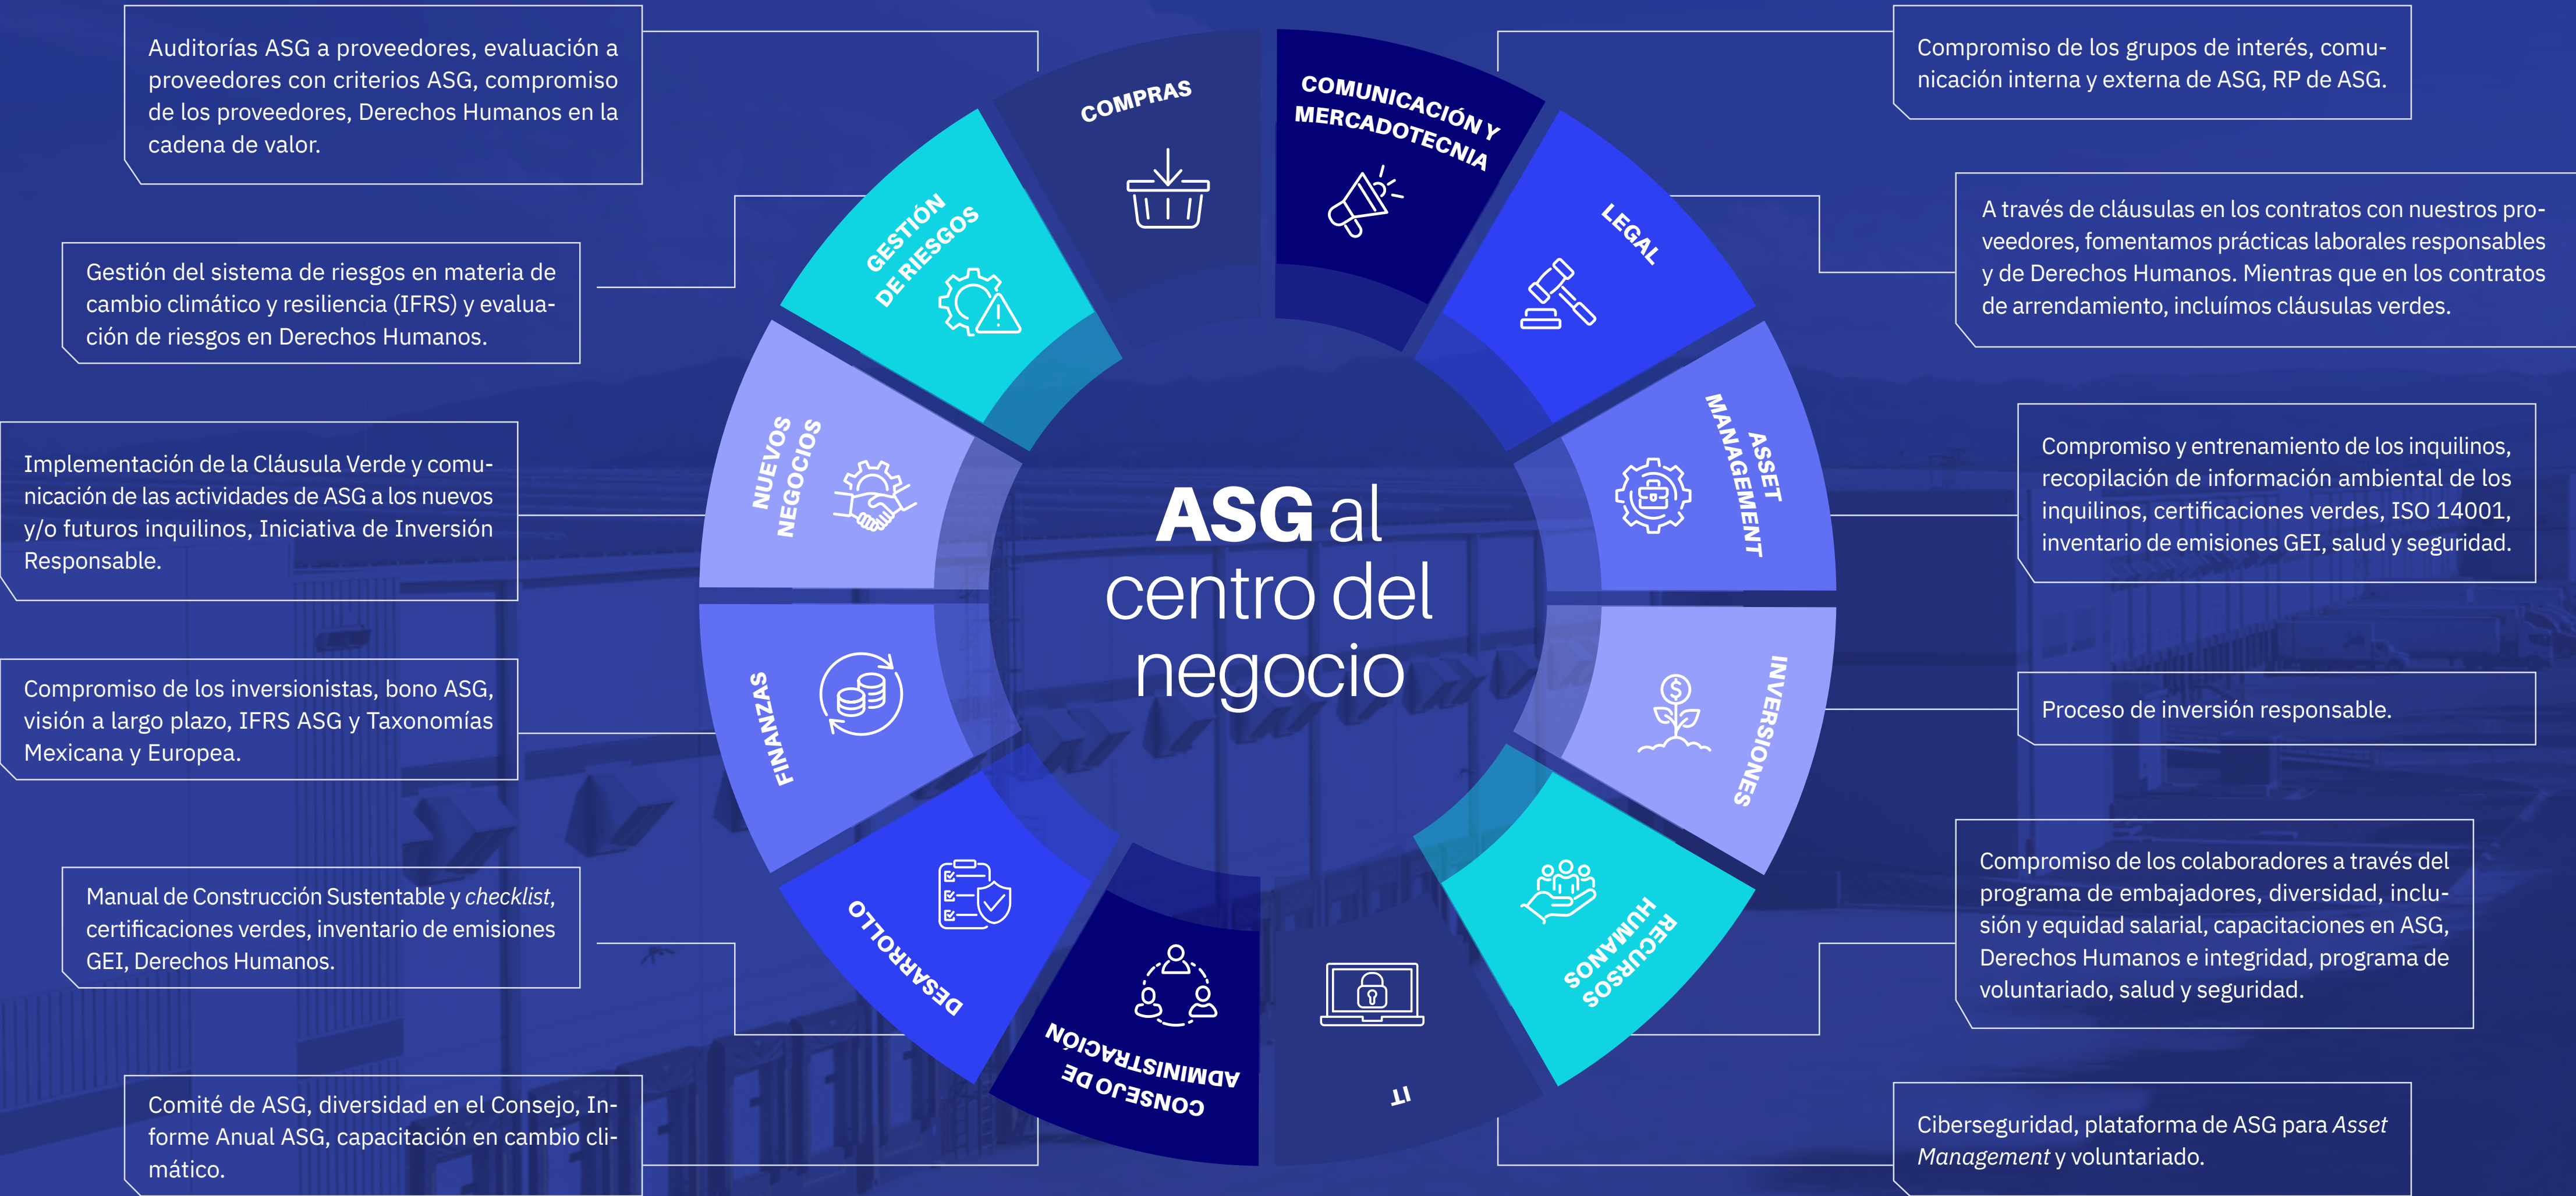 Auditorías ASG a proveedores, evaluación a
proveedores con criterios ASG, compromiso
de los proveedores, Derechos Humanos en la
cadena de valor.
Gestión del sistema de riesgos en materia de
cambio climático y resiliencia (IFRS) y evalua-
ción de riesgos en Derechos Humanos.
Implementación de la Cláusula Verde y comu-
nicación de las actividades de ASG a los nuevos
y/o futuros inquilinos, Iniciativa de Inversión
Responsable.
Compromiso de los inversionistas, bono ASG,
visión a largo plazo, IFRS ASG y Taxonomías
Mexicana y Europea.
Manual de Construcción Sustentable y checklist,
certificaciones verdes, inventario de emisiones
GEI, Derechos Humanos.
Comité de ASG, diversidad en el Consejo, In-
forme Anual ASG, capacitación en cambio cli-
mático.
COMPRAS
GESTIÓN
DE RIESGOS
NUEVOS
NEGOCIOS
FINANZAS
DESARROLLO
CONSEJO DE
ADMINISTRACIÓN
ASG al
centro del
negocio
COMUNICACIÓN Y
MERCADOTECNIA
LEGAL
ASSET
MANAGEMENT
INVERSIONES
RECURSOS
HUMANOS
IT
Compromiso de los grupos de interés, comu-
nicación interna y externa de ASG, RP de ASG.
A través de cláusulas en los contratos con nuestros pro-
veedores, fomentamos prácticas laborales responsables
y de Derechos Humanos. Mientras que en los contratos
de arrendamiento, incluímos cláusulas verdes.
Compromiso y entrenamiento de los inquilinos,
recopilación de información ambiental de los
inquilinos, certificaciones verdes, ISO 14001,
inventario de emisiones GEI, salud y seguridad.
Proceso de inversión responsable.
Compromiso de los colaboradores a través del
programa de embajadores, diversidad, inclu-
sión y equidad salarial, capacitaciones en ASG,
Derechos Humanos e integridad, programa de
voluntariado, salud y seguridad.
Ciberseguridad, plataforma de ASG para Asset
Management y voluntariado.